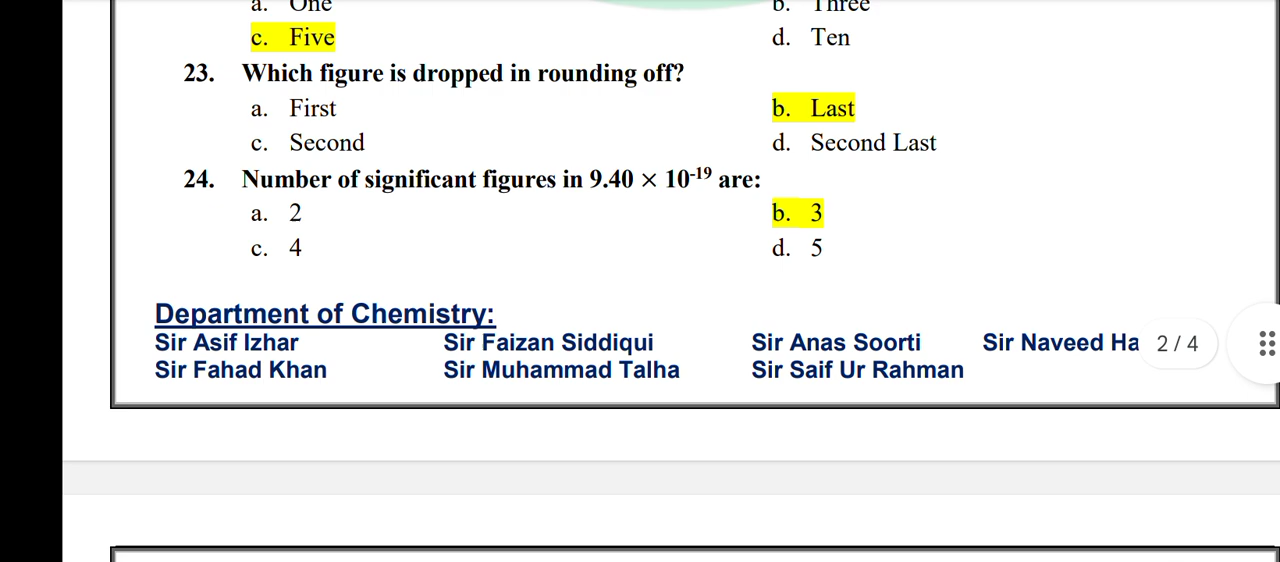 a. One b. Three
c. Five d. Ten
23. Which figure is dropped in rounding off?
a. First b. Last
c. Second d. Second Last
24. Number of significant figures in 9.40 × 10⁻¹⁹ are:
a. 2 b. 3
c. 4 d. 5
Department of Chemistry:
Sir Asif Izhar Sir Faizan Siddiqui Sir Anas Soorti Sir Naveed Ha 2 / 4
Sir Fahad Khan Sir Muhammad Talha Sir Saif Ur Rahman